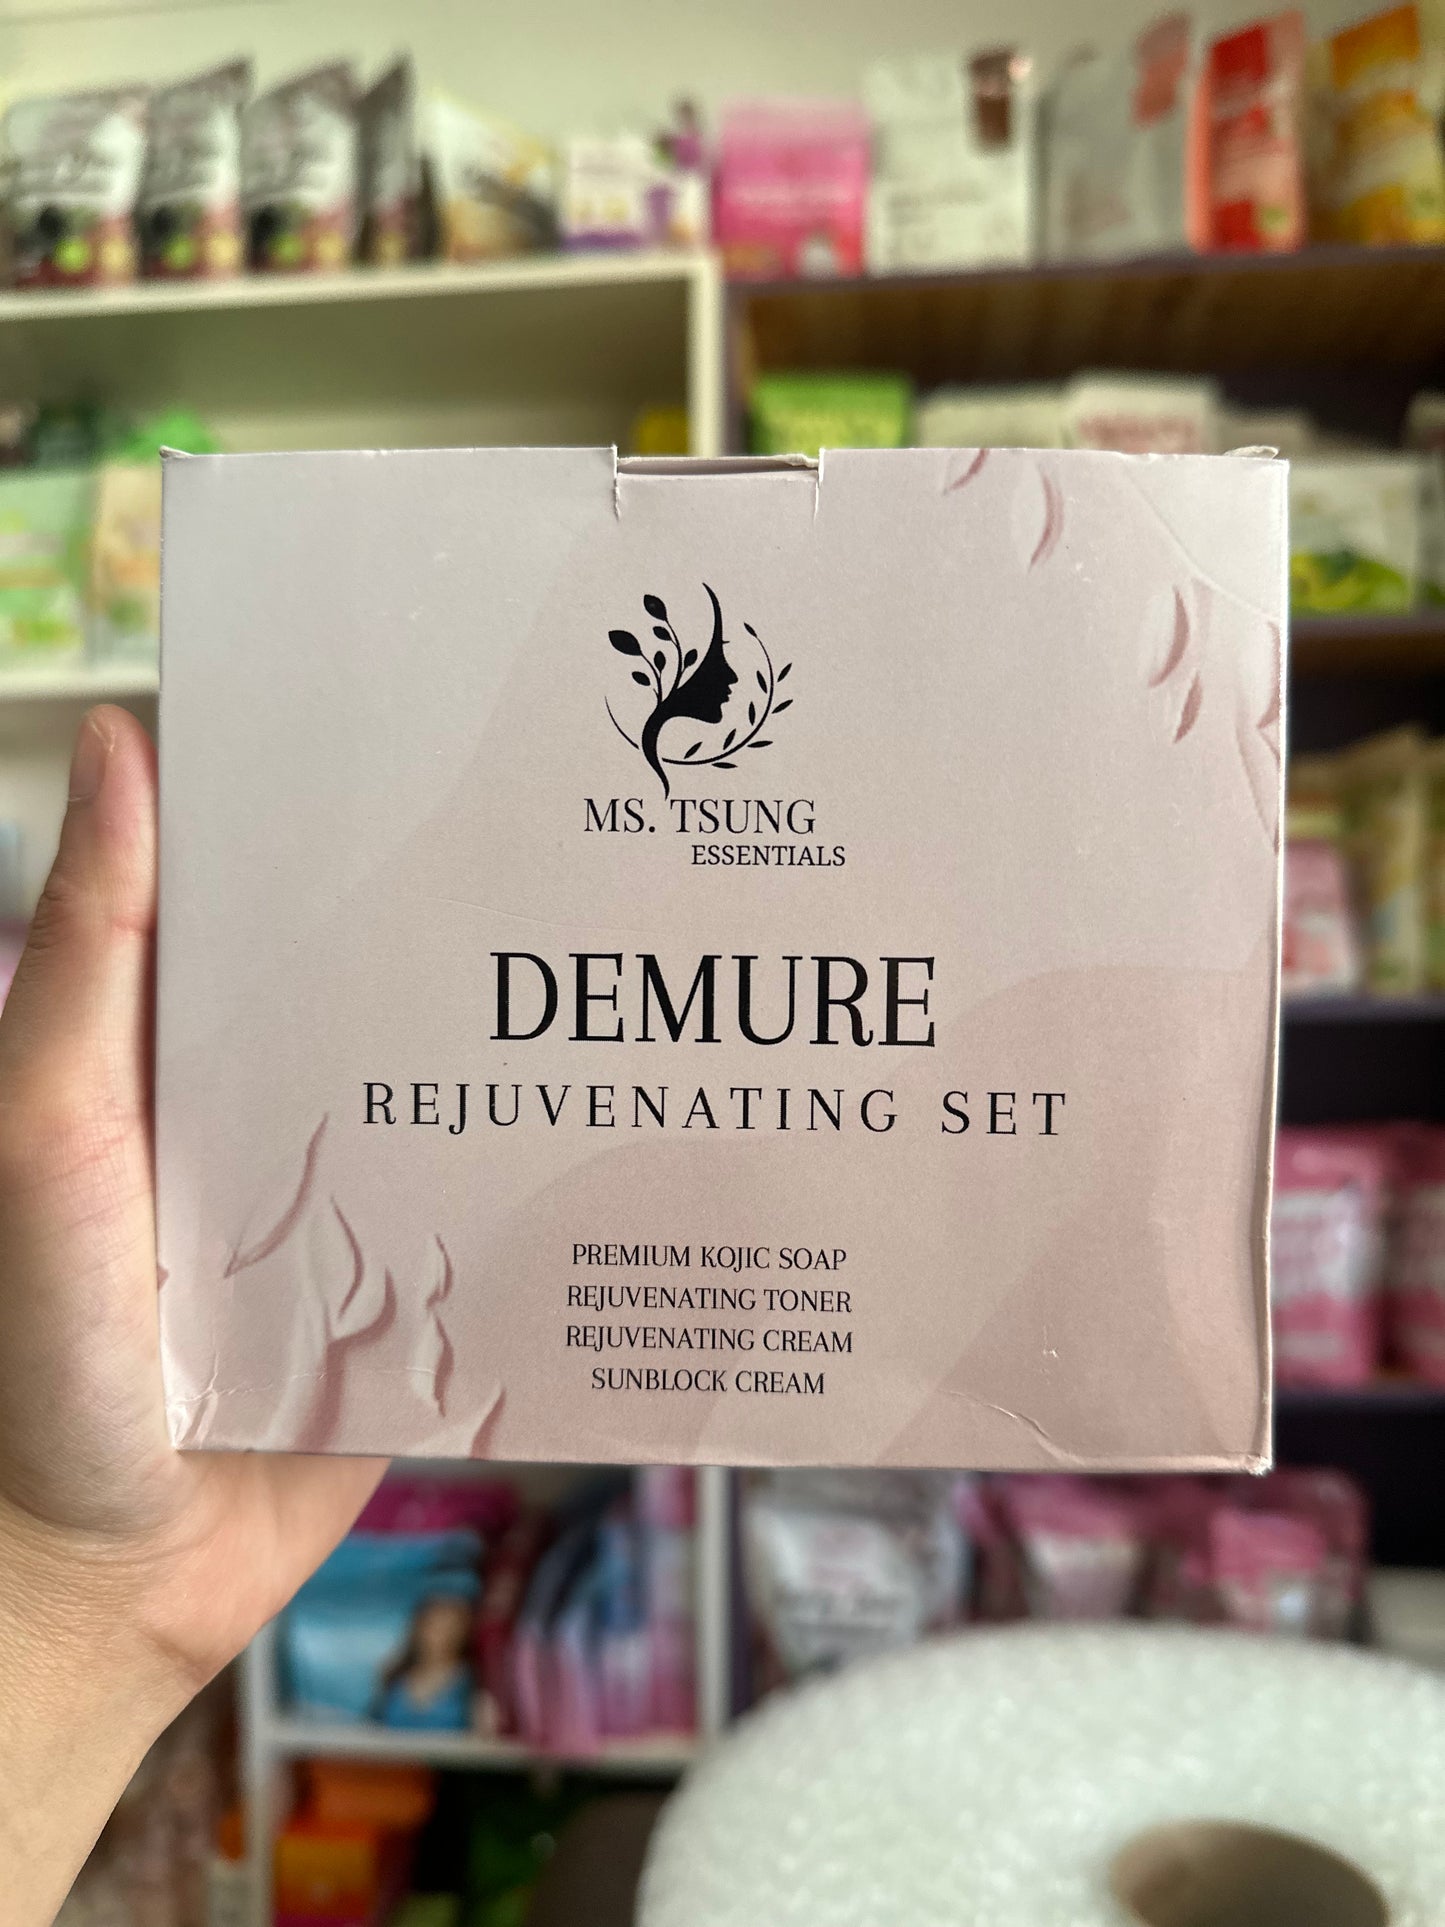 MS. TSUNG
ESSENTIALS
DEMURE
REJUVENATING SET
PREMIUM KOJIC SOAP
REJUVENATING TONER
REJUVENATING CREAM
SUNBLOCK CREAM